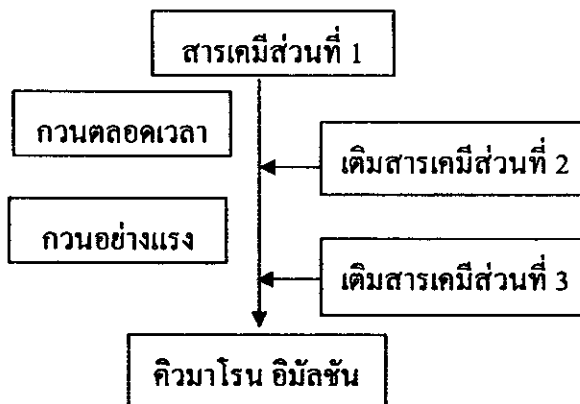 สารเคมีส่วนที่ 1
กวนตลอดเวลา
เติมสารเคมีส่วนที่ 2
กวนอย่างแรง
เติมสารเคมีส่วนที่ 3
คิวมาโรน อิมัลชัน